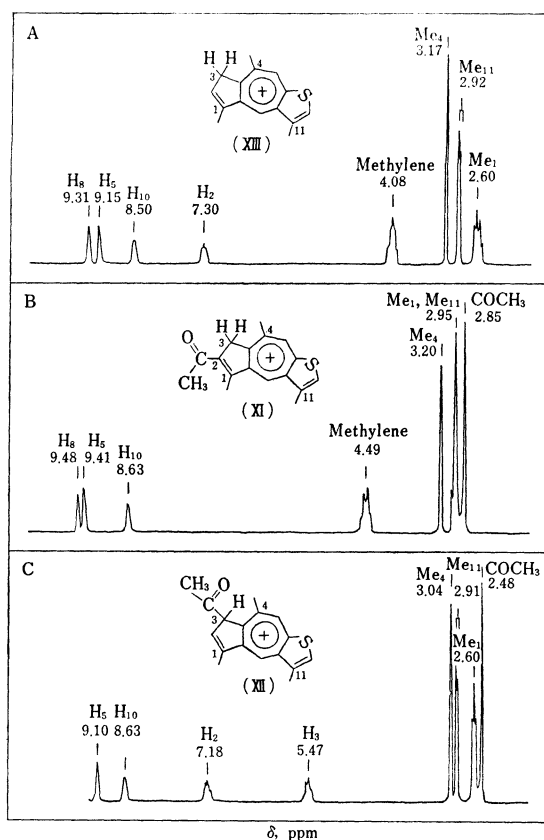 A
Me₄
3.17
Me₁₁
2.92
Me₁
2.60
H H
3
4
S
+
1
11
(XIII)
Methylene
4.08
H₈
9.31
H₅
9.15
H₁₀
8.50
H₂
7.30
B
Me₁, Me₁₁
2.95
COCH₃
2.85
Me₄
3.20
O
C
CH₃
H H
3
4
2
S
+
1
11
(XI)
Methylene
4.49
H₈
9.48
H₅
9.41
H₁₀
8.63
C
Me₄
3.04
Me₁₁
2.91
COCH₃
2.48
Me₁
2.60
CH₃
O
C
H
3
4
S
+
1
11
(XII)
H₅
9.10
H₁₀
8.63
H₂
7.18
H₃
5.47
δ, ppm